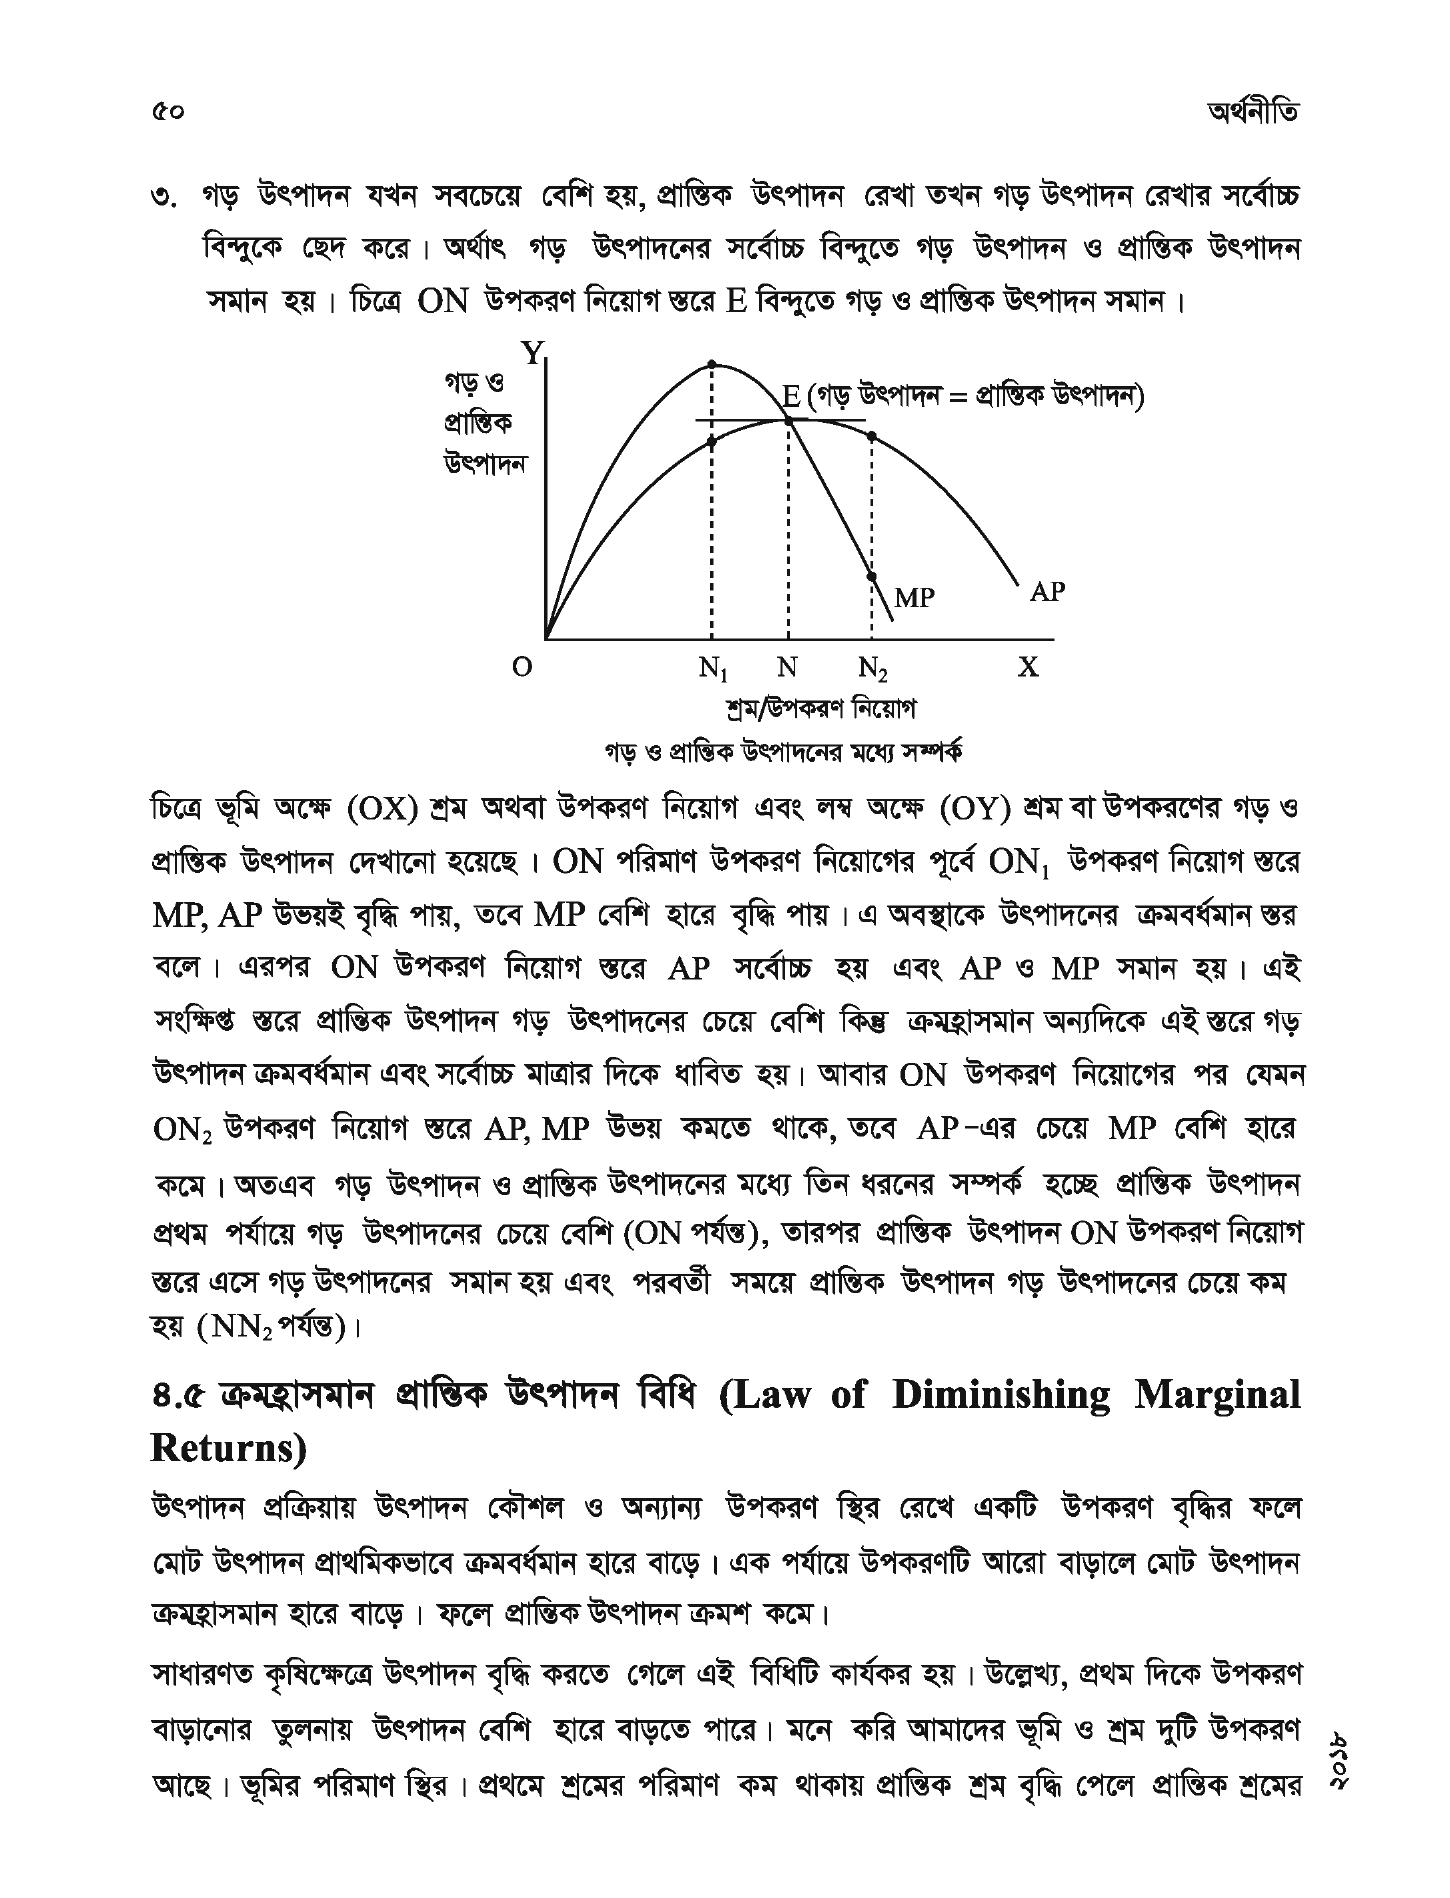 ৫০ অর্থনীতি
৩. গড় উৎপাদন যখন সবচেয়ে বেশি হয়, প্রান্তিক উৎপাদন রেখা তখন গড় উৎপাদন রেখার সর্বোচ্চ
বিন্দুকে ছেদ করে। অর্থাৎ গড় উৎপাদনের সর্বোচ্চ বিন্দুতে গড় উৎপাদন ও প্রান্তিক উৎপাদন
সমান হয়। চিত্রে ON উপকরণ নিয়োগ স্তরে E বিন্দুতে গড় ও প্রান্তিক উৎপাদন সমান।
Y
গড় ও
প্রান্তিক
উৎপাদন
E (গড় উৎপাদন = প্রান্তিক উৎপাদন)
MP
AP
O N₁ N N₂ X
শ্রম/উপকরণ নিয়োগ
গড় ও প্রান্তিক উৎপাদনের মধ্যে সম্পর্ক
চিত্রে ভূমি অক্ষে (OX) শ্রম অথবা উপকরণ নিয়োগ এবং লম্ব অক্ষে (OY) শ্রম বা উপকরণের গড় ও
প্রান্তিক উৎপাদন দেখানো হয়েছে। ON পরিমাণ উপকরণ নিয়োগের পূর্বে ON₁ উপকরণ নিয়োগ স্তরে
MP, AP উভয়ই বৃদ্ধি পায়, তবে MP বেশি হারে বৃদ্ধি পায়। এ অবস্থাকে উৎপাদনের ক্রমবর্ধমান স্তর
বলে। এরপর ON উপকরণ নিয়োগ স্তরে AP সর্বোচ্চ হয় এবং AP ও MP সমান হয়। এই
সংক্ষিপ্ত স্তরে প্রান্তিক উৎপাদন গড় উৎপাদনের চেয়ে বেশি কিন্তু ক্রমহ্রাসমান অন্যদিকে এই স্তরে গড়
উৎপাদন ক্রমবর্ধমান এবং সর্বোচ্চ মাত্রার দিকে ধাবিত হয়। আবার ON উপকরণ নিয়োগের পর যেমন
ON₂ উপকরণ নিয়োগ স্তরে AP, MP উভয় কমতে থাকে, তবে AP-এর চেয়ে MP বেশি হারে
কমে। অতএব গড় উৎপাদন ও প্রান্তিক উৎপাদনের মধ্যে তিন ধরনের সম্পর্ক হচ্ছে প্রান্তিক উৎপাদন
প্রথম পর্যায়ে গড় উৎপাদনের চেয়ে বেশি (ON পর্যন্ত), তারপর প্রান্তিক উৎপাদন ON উপকরণ নিয়োগ
স্তরে এসে গড় উৎপাদনের সমান হয় এবং পরবর্তী সময়ে প্রান্তিক উৎপাদন গড় উৎপাদনের চেয়ে কম
হয় (NN₂ পর্যন্ত)।
৪.৫ ক্রমহ্রাসমান প্রান্তিক উৎপাদন বিধি (Law of Diminishing Marginal
Returns)
উৎপাদন প্রক্রিয়ায় উৎপাদন কৌশল ও অন্যান্য উপকরণ স্থির রেখে একটি উপকরণ বৃদ্ধির ফলে
মোট উৎপাদন প্রাথমিকভাবে ক্রমবর্ধমান হারে বাড়ে। এক পর্যায়ে উপকরণটি আরো বাড়ালে মোট উৎপাদন
ক্রমহ্রাসমান হারে বাড়ে। ফলে প্রান্তিক উৎপাদন ক্রমশ কমে।
সাধারণত কৃষিক্ষেত্রে উৎপাদন বৃদ্ধি করতে গেলে এই বিধিটি কার্যকর হয়। উল্লেখ্য, প্রথম দিকে উপকরণ
বাড়ানোর তুলনায় উৎপাদন বেশি হারে বাড়তে পারে। মনে করি আমাদের ভূমি ও শ্রম দুটি উপকরণ
আছে। ভূমির পরিমাণ স্থির। প্রথমে শ্রমের পরিমাণ কম থাকায় প্রান্তিক শ্রম বৃদ্ধি পেলে প্রান্তিক শ্রমের
২০১৮